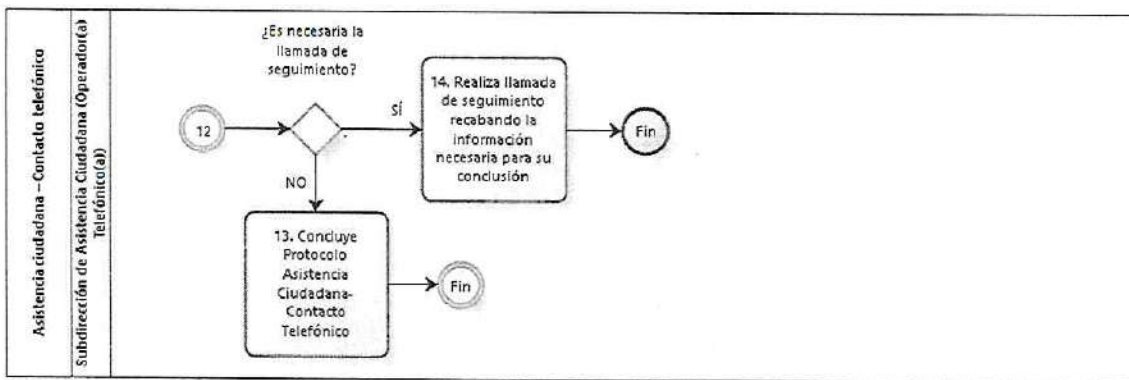 Asistencia ciudadana – Contacto telefónico
Subdirección de Asistencia Ciudadana (Operador(a)
Telefónico(a))
¿Es necesaria la
llamada de
seguimiento?
12
SÍ
14. Realiza llamada
de seguimiento
recabando la
información
necesaria para su
conclusión
Fin
NO
13. Concluye
Protocolo
Asistencia
Ciudadana-
Contacto
Telefónico
Fin